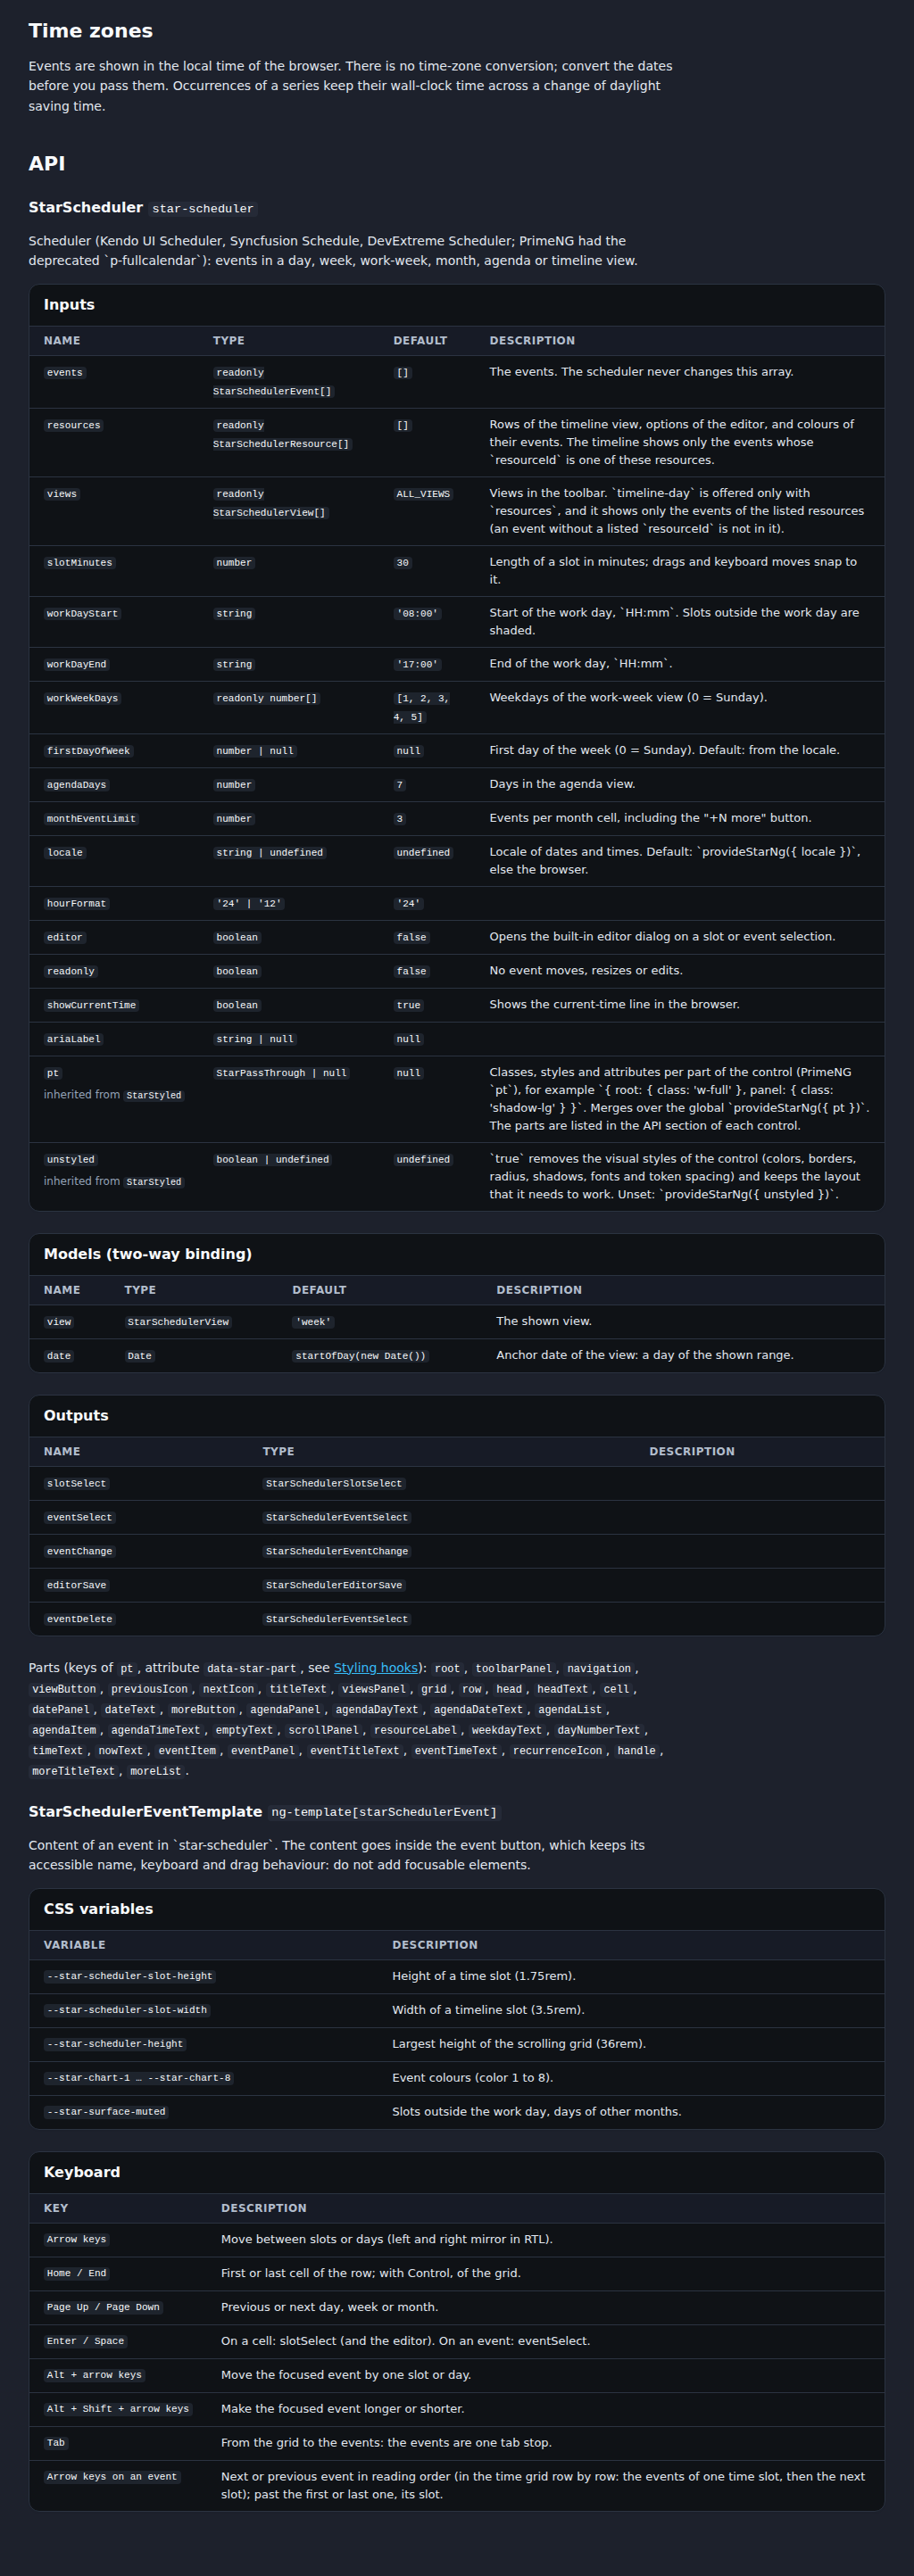 Time zones
Events are shown in the local time of the browser. There is no time-zone conversion; convert the dates
before you pass them. Occurrences of a series keep their wall-clock time across a change of daylight
saving time.
API
StarScheduler star-scheduler
Scheduler (Kendo UI Scheduler, Syncfusion Schedule, DevExtreme Scheduler; PrimeNG had the
deprecated `p-fullcalendar`): events in a day, week, work-week, month, agenda or timeline view.
Inputs
NAME TYPE DEFAULT DESCRIPTION
events readonly [] The events. The scheduler never changes this array.
StarSchedulerEvent[]
resources readonly [] Rows of the timeline view, options of the editor, and colours of
StarSchedulerResource[] their events. The timeline shows only the events whose
`resourceId` is one of these resources.
views readonly ALL_VIEWS Views in the toolbar. `timeline-day` is offered only with
StarSchedulerView[] `resources`, and it shows only the events of the listed resources
(an event without a listed `resourceId` is not in it).
slotMinutes number 30 Length of a slot in minutes; drags and keyboard moves snap to
it.
workDayStart string '08:00' Start of the work day, `HH:mm`. Slots outside the work day are
shaded.
workDayEnd string '17:00' End of the work day, `HH:mm`.
workWeekDays readonly number[] [1, 2, 3, Weekdays of the work-week view (0 = Sunday).
4, 5]
firstDayOfWeek number | null null First day of the week (0 = Sunday). Default: from the locale.
agendaDays number 7 Days in the agenda view.
monthEventLimit number 3 Events per month cell, including the "+N more" button.
locale string | undefined undefined Locale of dates and times. Default: `provideStarNg({ locale })`,
else the browser.
hourFormat '24' | '12' '24'
editor boolean false Opens the built-in editor dialog on a slot or event selection.
readonly boolean false No event moves, resizes or edits.
showCurrentTime boolean true Shows the current-time line in the browser.
ariaLabel string | null null
pt StarPassThrough | null null Classes, styles and attributes per part of the control (PrimeNG
inherited from StarStyled `pt`), for example `{ root: { class: 'w-full' }, panel: { class:
'shadow-lg' } }`. Merges over the global `provideStarNg({ pt })`.
The parts are listed in the API section of each control.
unstyled boolean | undefined undefined `true` removes the visual styles of the control (colors, borders,
inherited from StarStyled radius, shadows, fonts and token spacing) and keeps the layout
that it needs to work. Unset: `provideStarNg({ unstyled })`.
Models (two-way binding)
NAME TYPE DEFAULT DESCRIPTION
view StarSchedulerView 'week' The shown view.
date Date startOfDay(new Date()) Anchor date of the view: a day of the shown range.
Outputs
NAME TYPE DESCRIPTION
slotSelect StarSchedulerSlotSelect
eventSelect StarSchedulerEventSelect
eventChange StarSchedulerEventChange
editorSave StarSchedulerEditorSave
eventDelete StarSchedulerEventSelect
Parts (keys of pt, attribute data-star-part, see Styling hooks): root, toolbarPanel, navigation,
viewButton, previousIcon, nextIcon, titleText, viewsPanel, grid, row, head, headText, cell,
datePanel, dateText, moreButton, agendaPanel, agendaDayText, agendaDateText, agendaList,
agendaItem, agendaTimeText, emptyText, scrollPanel, resourceLabel, weekdayText, dayNumberText,
timeText, nowText, eventItem, eventPanel, eventTitleText, eventTimeText, recurrenceIcon, handle,
moreTitleText, moreList.
StarSchedulerEventTemplate ng-template[starSchedulerEvent]
Content of an event in `star-scheduler`. The content goes inside the event button, which keeps its
accessible name, keyboard and drag behaviour: do not add focusable elements.
CSS variables
VARIABLE DESCRIPTION
--star-scheduler-slot-height Height of a time slot (1.75rem).
--star-scheduler-slot-width Width of a timeline slot (3.5rem).
--star-scheduler-height Largest height of the scrolling grid (36rem).
--star-chart-1 … --star-chart-8 Event colours (color 1 to 8).
--star-surface-muted Slots outside the work day, days of other months.
Keyboard
KEY DESCRIPTION
Arrow keys Move between slots or days (left and right mirror in RTL).
Home / End First or last cell of the row; with Control, of the grid.
Page Up / Page Down Previous or next day, week or month.
Enter / Space On a cell: slotSelect (and the editor). On an event: eventSelect.
Alt + arrow keys Move the focused event by one slot or day.
Alt + Shift + arrow keys Make the focused event longer or shorter.
Tab From the grid to the events: the events are one tab stop.
Arrow keys on an event Next or previous event in reading order (in the time grid row by row: the events of one time slot, then the next
slot); past the first or last one, its slot.